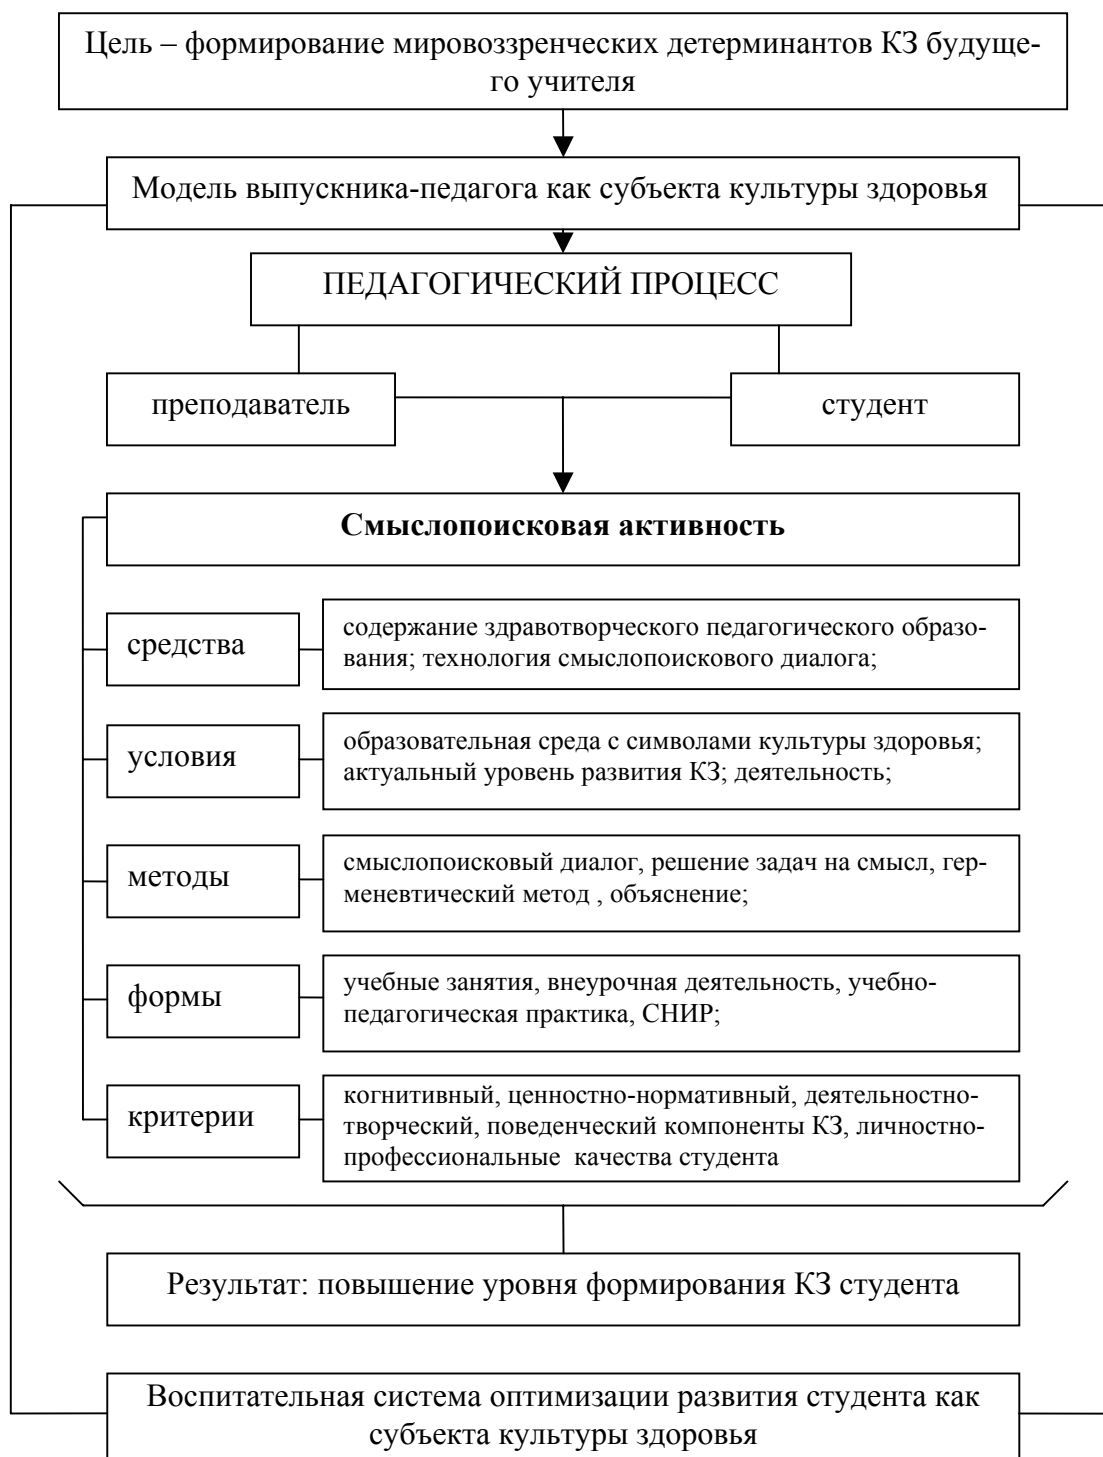 Цель – формирование мировоззренческих детерминантов КЗ будуще-
го учителя
Модель выпускника-педагога как субъекта культуры здоровья
ПЕДАГОГИЧЕСКИЙ ПРОЦЕСС
преподаватель
студент
Смыслопоисковая активность
средства
содержание здравотворческого педагогического образо-
вания; технология смыслопоискового диалога;
условия
образовательная среда с символами культуры здоровья;
актуальный уровень развития КЗ; деятельность;
методы
смыслопоисковый диалог, решение задач на смысл, гер-
меневтический метод , объяснение;
формы
учебные занятия, внеурочная деятельность, учебно-
педагогическая практика, СНИР;
критерии
когнитивный, ценностно-нормативный, деятельностно-
творческий, поведенческий компоненты КЗ, личностно-
профессиональные качества студента
Результат: повышение уровня формирования КЗ студента
Воспитательная система оптимизации развития студента как
субъекта культуры здоровья